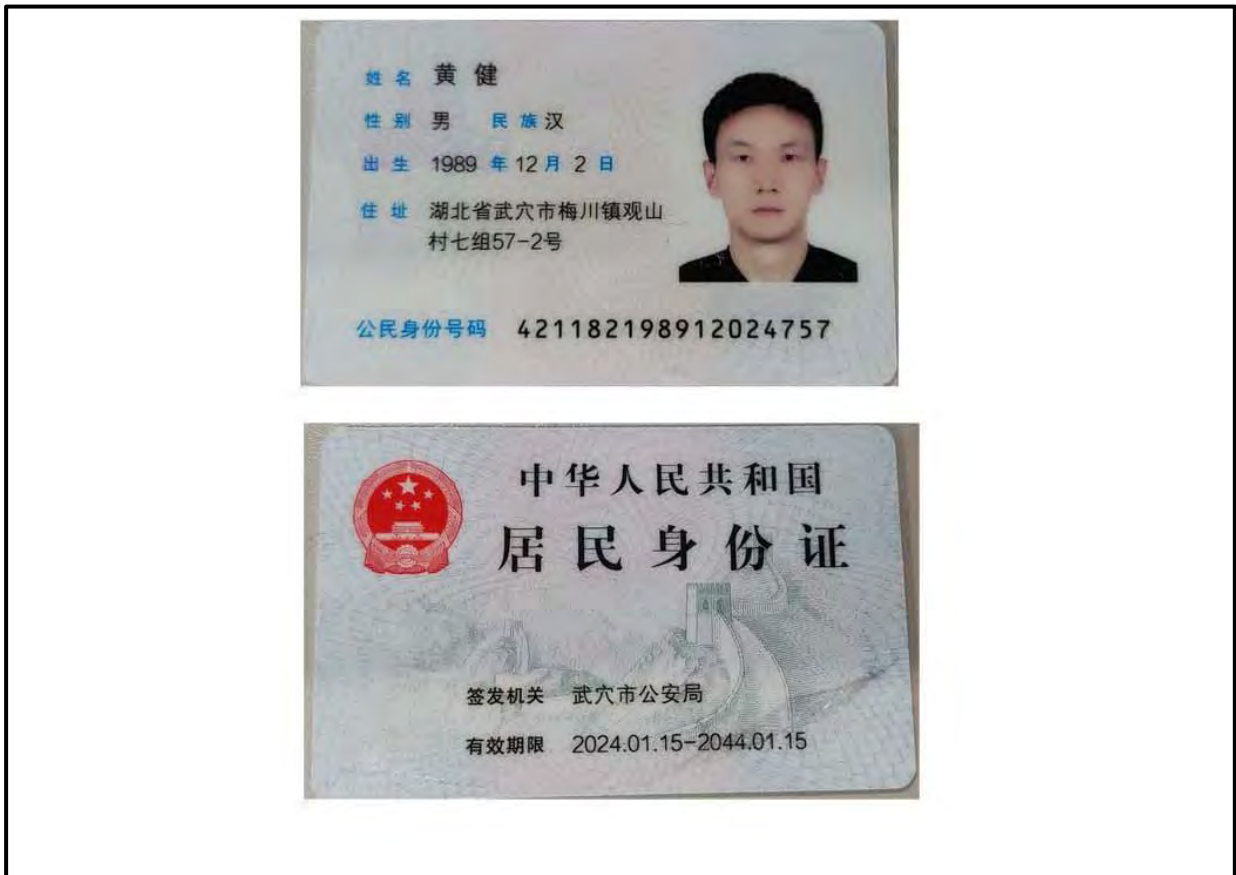 姓名 黄健
性别 男 民族 汉
出生 1989 年 12 月 2 日
住址 湖北省武穴市梅川镇观山
村七组57-2号
公民身份号码 421182198912024757
中华人民共和国
居民身份证
签发机关 武穴市公安局
有效期限 2024.01.15-2044.01.15